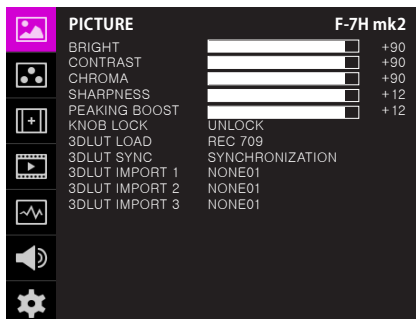 PICTURE F-7H mk2
BRIGHT +90
CONTRAST +90
CHROMA +90
SHARPNESS +12
PEAKING BOOST +12
KNOB LOCK UNLOCK
3DLUT LOAD REC 709
3DLUT SYNC SYNCHRONIZATION
3DLUT IMPORT 1 NONE01
3DLUT IMPORT 2 NONE01
3DLUT IMPORT 3 NONE01